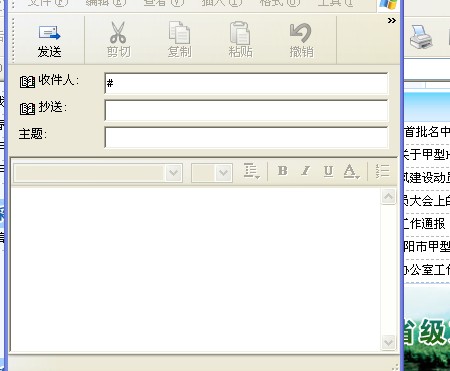 文件(F) 编辑(E) 查看(V) 插入(I) 格式(O) 工具(T
发送 剪切 复制 粘贴 撤销 »
收件人: #
抄送:
主题:
B I U A
首批名中
关于甲型H
风建设动员
员大会上的
工作通报
阳市甲型
办公室工作
省级